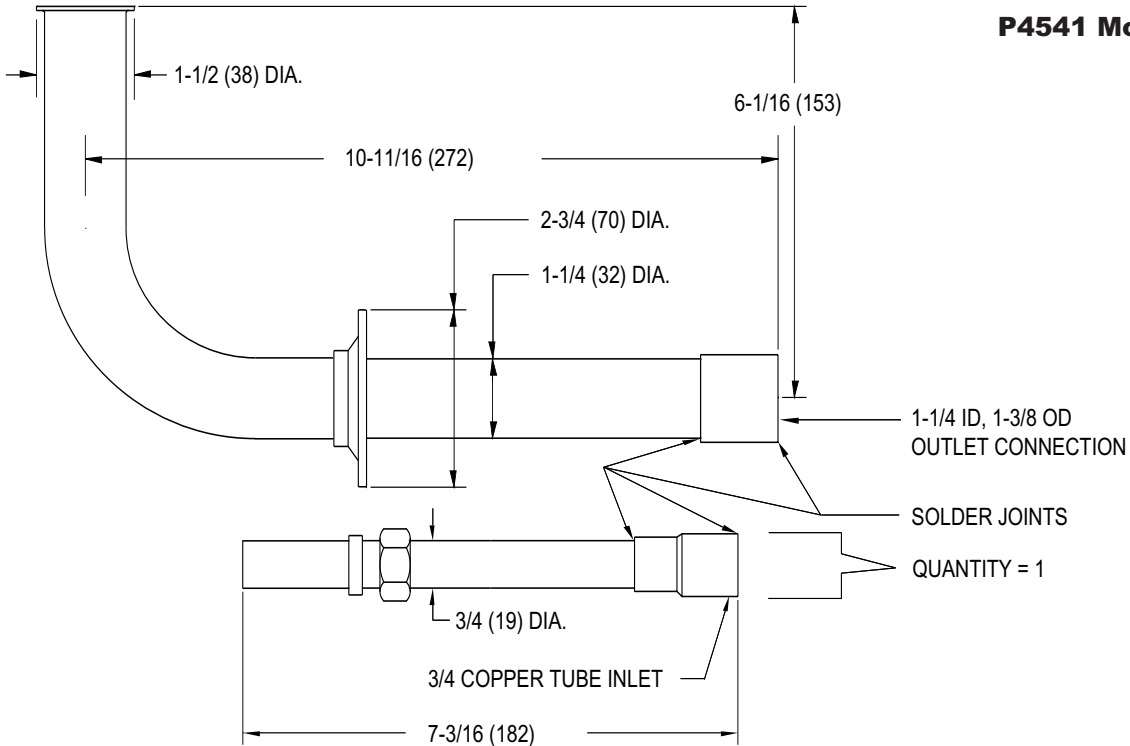 P4541 Mo
1-1/2 (38) DIA.
6-1/16 (153)
10-11/16 (272)
2-3/4 (70) DIA.
1-1/4 (32) DIA.
1-1/4 ID, 1-3/8 OD
OUTLET CONNECTION
SOLDER JOINTS
QUANTITY = 1
3/4 (19) DIA.
3/4 COPPER TUBE INLET
7-3/16 (182)